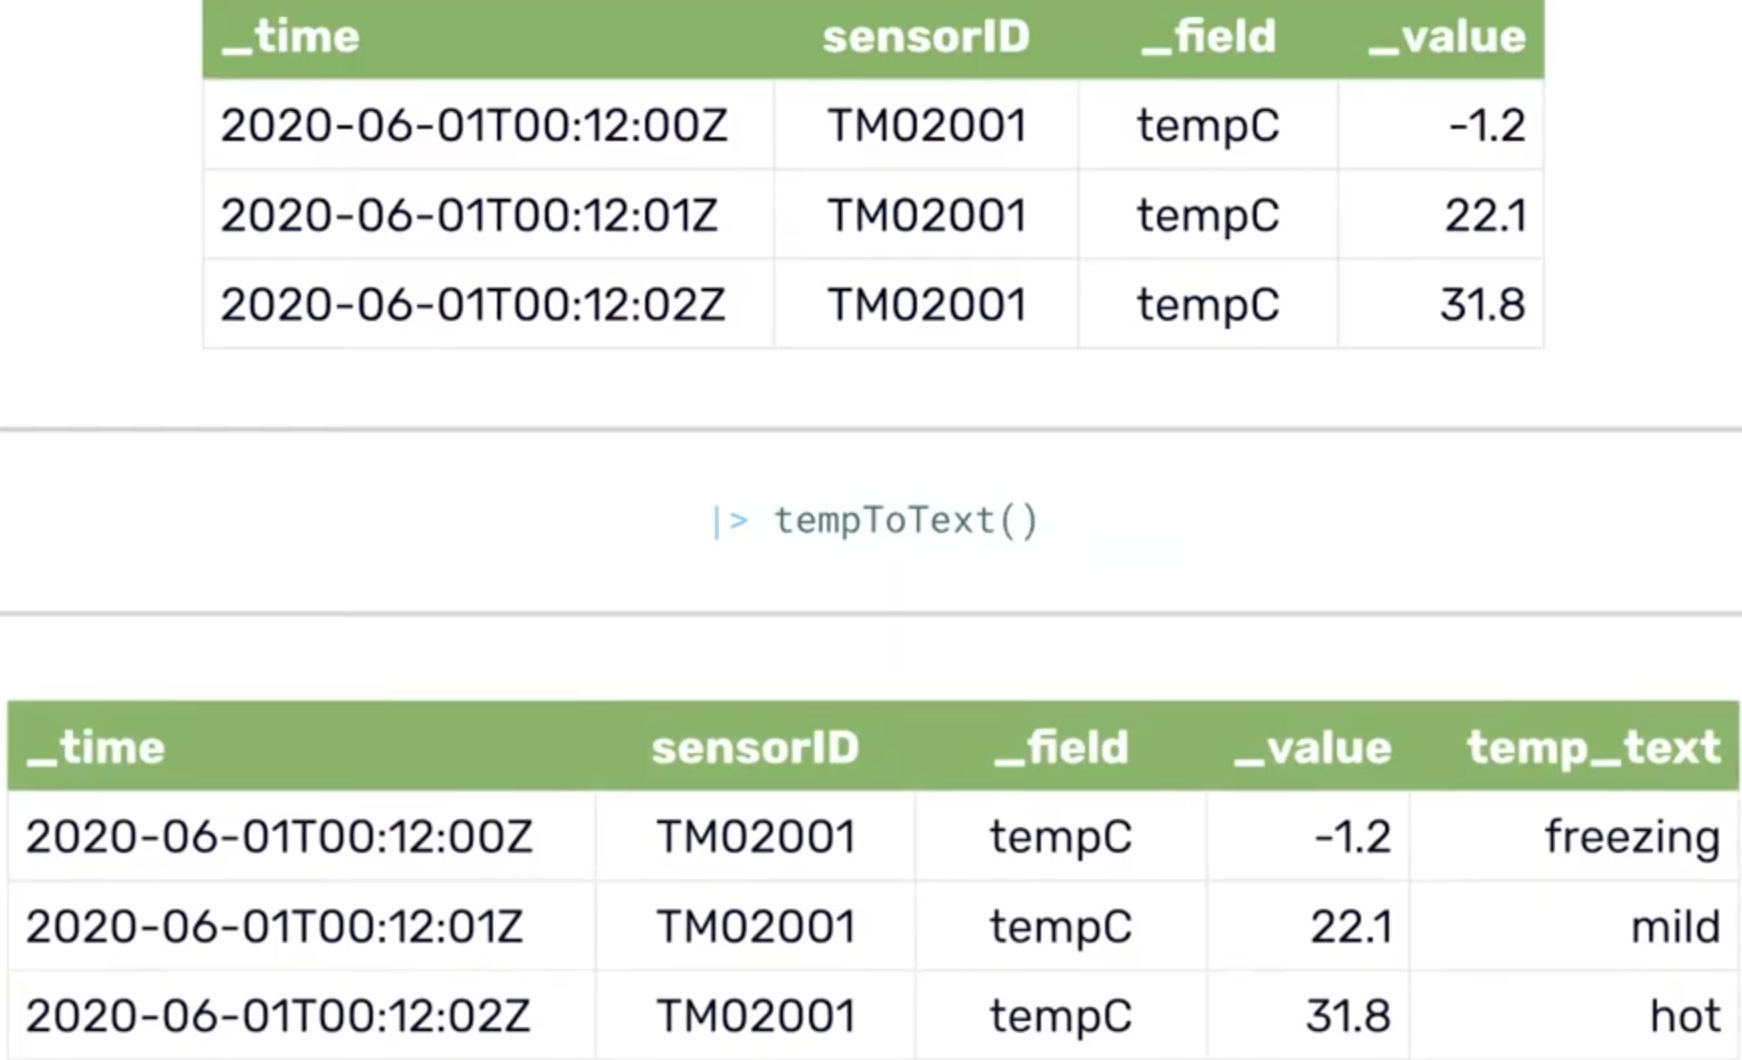 _time sensorID _field _value
2020-06-01T00:12:00Z TM02001 tempC -1.2
2020-06-01T00:12:01Z TM02001 tempC 22.1
2020-06-01T00:12:02Z TM02001 tempC 31.8
|> tempToText()
_time sensorID _field _value temp_text
2020-06-01T00:12:00Z TM02001 tempC -1.2 freezing
2020-06-01T00:12:01Z TM02001 tempC 22.1 mild
2020-06-01T00:12:02Z TM02001 tempC 31.8 hot